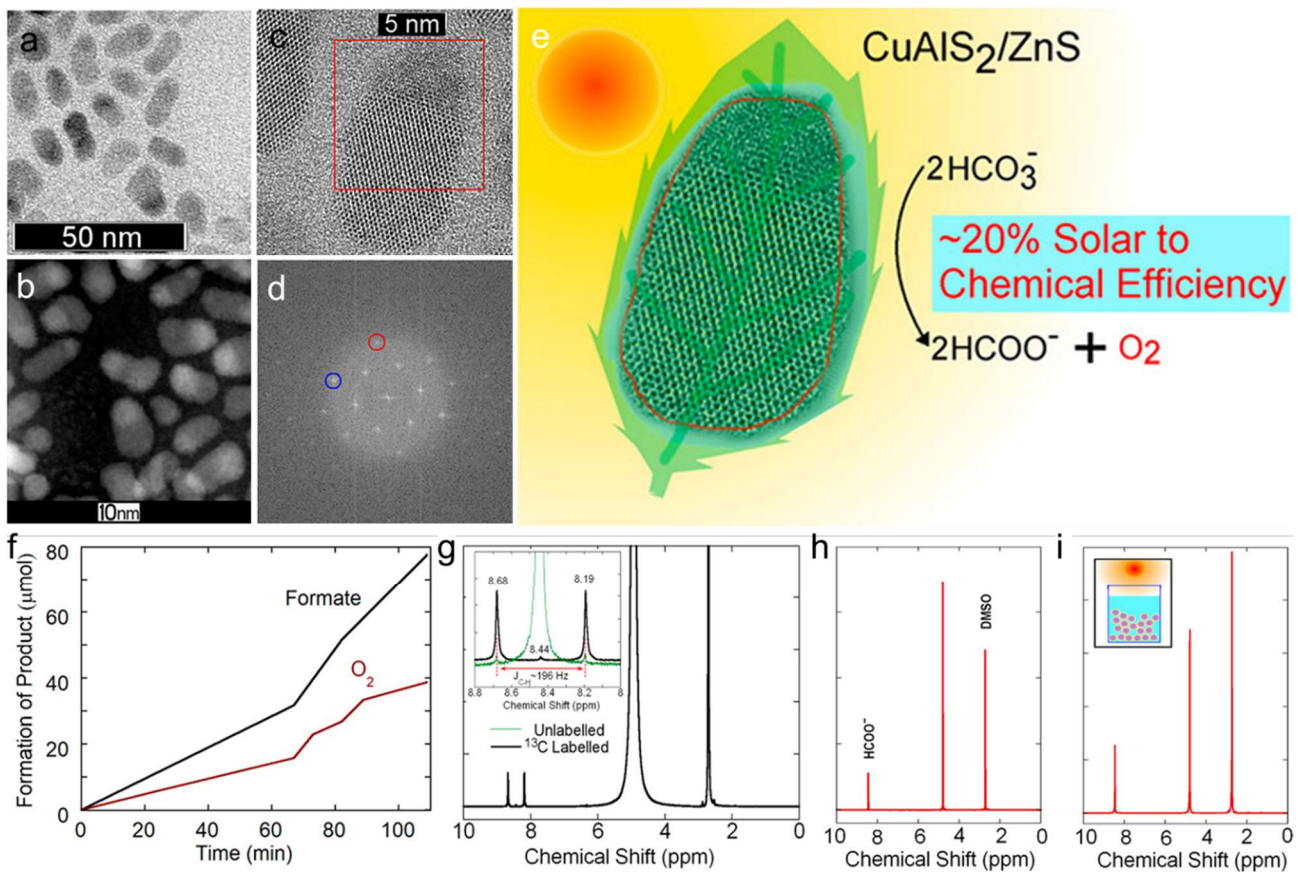 a
50 nm
b
10nm
c
5 nm
d
e
CuAlS2/ZnS
2HCO3-
~20% Solar to
Chemical Efficiency
2HCOO- + O2
f
Formation of Product (μmol)
80
60
40
20
0
Formate
O2
0 20 40 60 80 100
Time (min)
g
8.68
8.19
8.44
JC-H ~196 Hz
8.8 8.6 8.4 8.2 8
Chemical Shift (ppm)
Unlabelled
13C Labelled
10 8 6 4 2 0
Chemical Shift (ppm)
h
HCOO-
DMSO
10 8 6 4 2 0
Chemical Shift (ppm)
i
10 8 6 4 2 0
Chemical Shift (ppm)